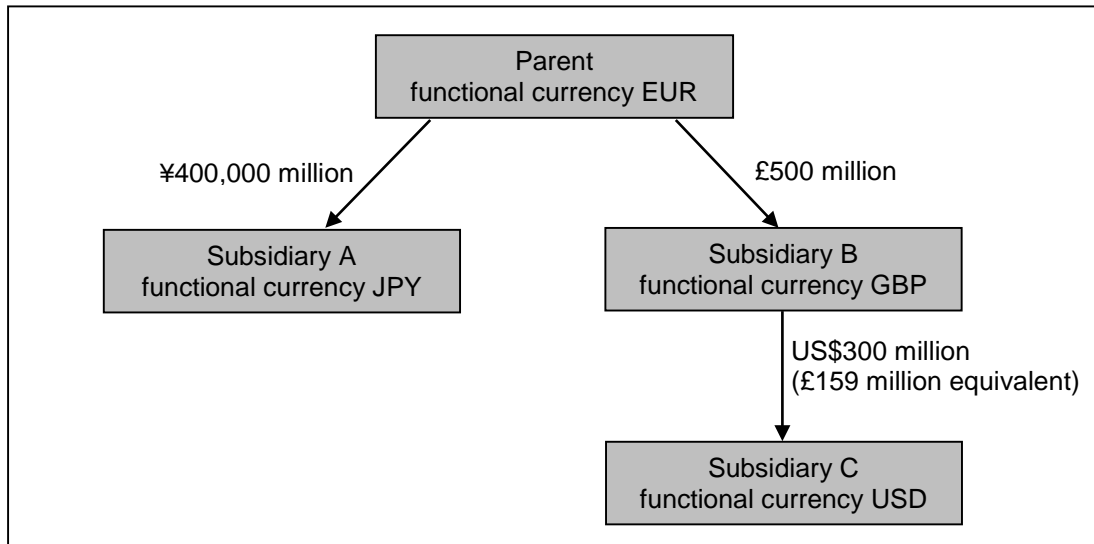 Parent
functional currency EUR
¥400,000 million
£500 million
Subsidiary A
functional currency JPY
Subsidiary B
functional currency GBP
US$300 million
(£159 million equivalent)
Subsidiary C
functional currency USD